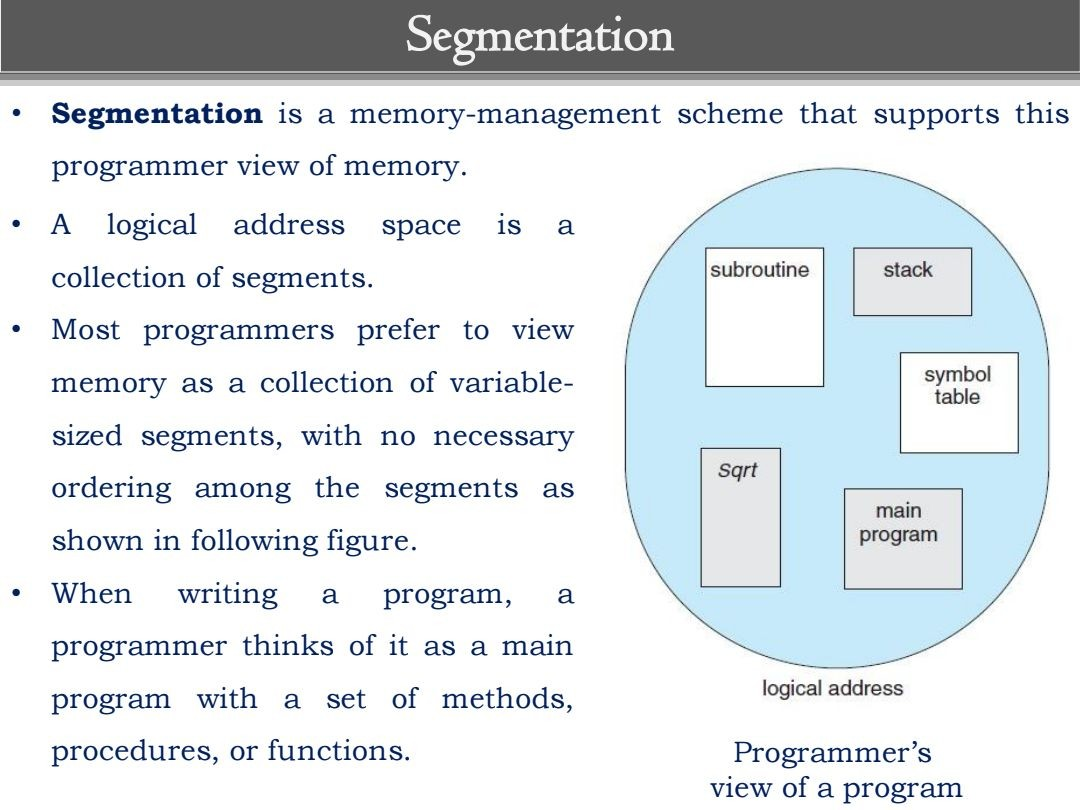 Segmentation
• Segmentation is a memory-management scheme that supports this
programmer view of memory.
• A logical address space is a
collection of segments.
• Most programmers prefer to view
memory as a collection of variable-
sized segments, with no necessary
ordering among the segments as
shown in following figure.
• When writing a program, a
programmer thinks of it as a main
program with a set of methods,
procedures, or functions.
subroutine
stack
symbol
table
Sqrt
main
program
logical address
Programmer’s
view of a program